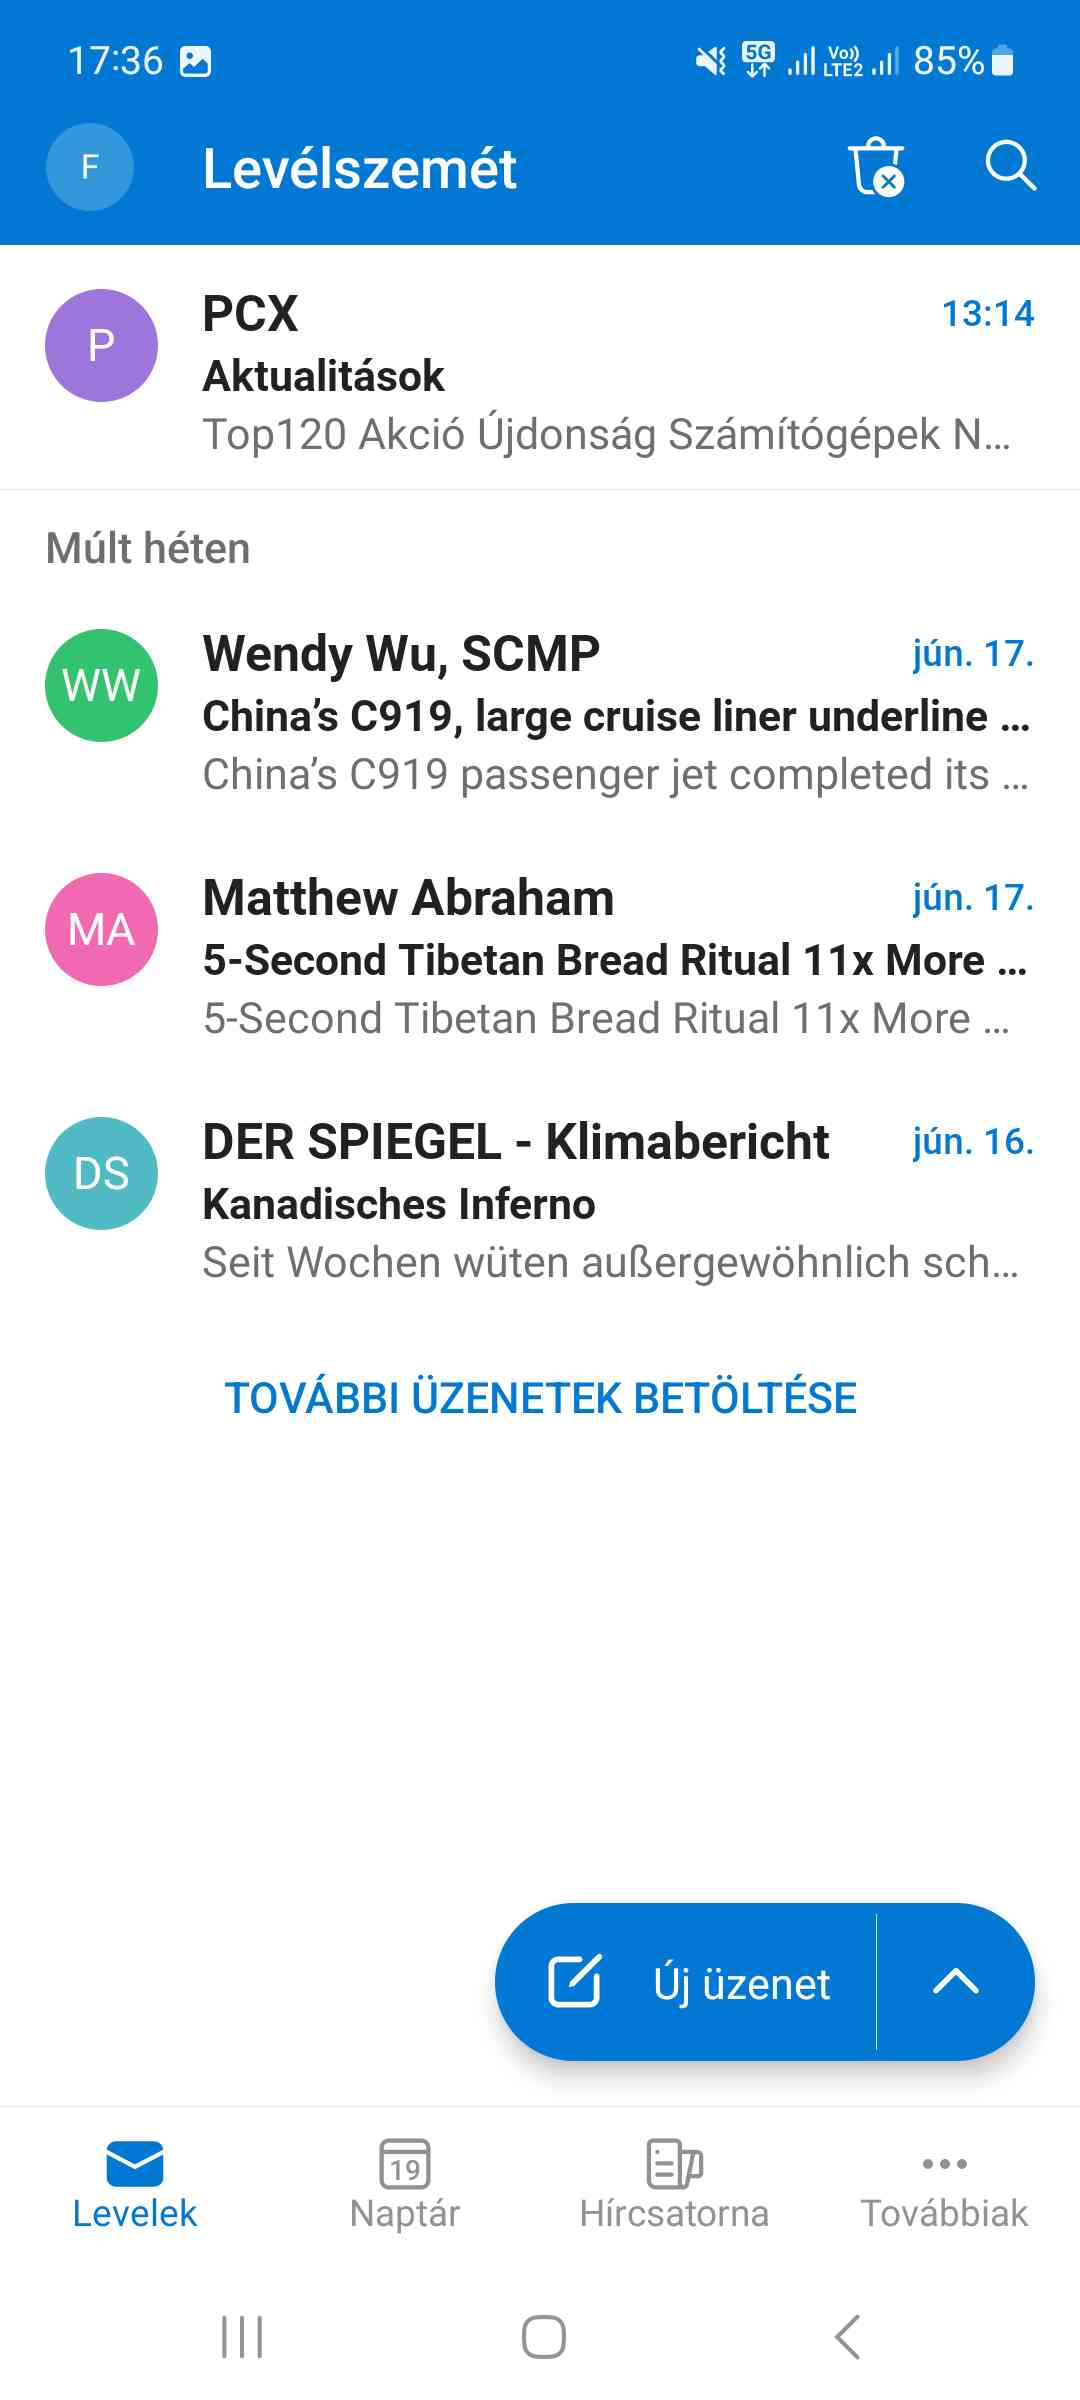 17:36 5G Vo)) LTE2 85%
F Levélszemét
P PCX 13:14
Aktualitások
Top120 Akció Újdonság Számítógépek N...
Múlt héten
WW Wendy Wu, SCMP jún. 17.
China’s C919, large cruise liner underline ...
China’s C919 passenger jet completed its ...
MA Matthew Abraham jún. 17.
5-Second Tibetan Bread Ritual 11x More ...
5-Second Tibetan Bread Ritual 11x More ...
DS DER SPIEGEL - Klimabericht jún. 16.
Kanadisches Inferno
Seit Wochen wüten außergewöhnlich sch...
TOVÁBBI ÜZENETEK BETÖLTÉSE
Új üzenet
19
Levelek Naptár Hírcsatorna Továbbiak